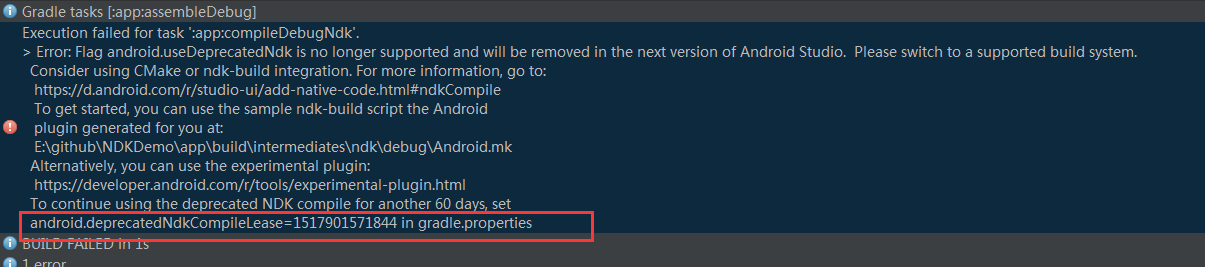 Gradle tasks [:app:assembleDebug]
Execution failed for task ':app:compileDebugNdk'.
> Error: Flag android.useDeprecatedNdk is no longer supported and will be removed in the next version of Android Studio.  Please switch to a supported build system.
Consider using CMake or ndk-build integration. For more information, go to:
https://d.android.com/r/studio-ui/add-native-code.html#ndkCompile
To get started, you can use the sample ndk-build script the Android
plugin generated for you at:
E:\github\NDKDemo\app\build\intermediates\ndk\debug\Android.mk
Alternatively, you can use the experimental plugin:
https://developer.android.com/r/tools/experimental-plugin.html
To continue using the deprecated NDK compile for another 60 days, set
android.deprecatedNdkCompileLease=1517901571844 in gradle.properties
BUILD FAILED in 1s
1 error